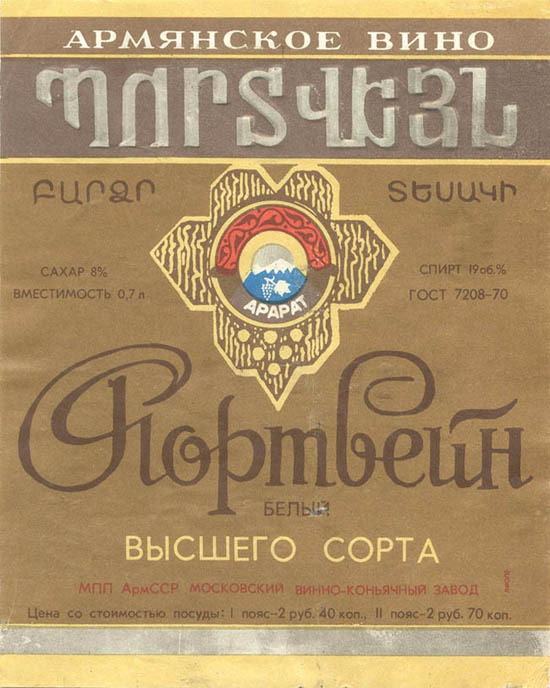 АРМЯНСКОЕ ВИНО
ՊՈՐՏՎԵՅՆ
ԲԱՐՁՐ ՏԵՍԱԿԻ
САХАР 8%
ВМЕСТИМОСТЬ 0,7 л
СПИРТ 19об.%
ГОСТ 7208-70
АРАРАТ
Портвейн
БЕЛЫЙ
ВЫСШЕГО СОРТА
МПП АрмССР МОСКОВСКИЙ ВИННО-КОНЬЯЧНЫЙ ЗАВОД
Цена со стоимостью посуды: I пояс-2 руб. 40 коп., II пояс-2 руб. 70 коп.